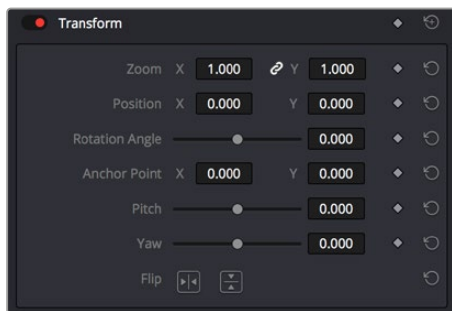 Transform
Zoom X 1.000 Y 1.000
Position X 0.000 Y 0.000
Rotation Angle 0.000
Anchor Point X 0.000 Y 0.000
Pitch 0.000
Yaw 0.000
Flip